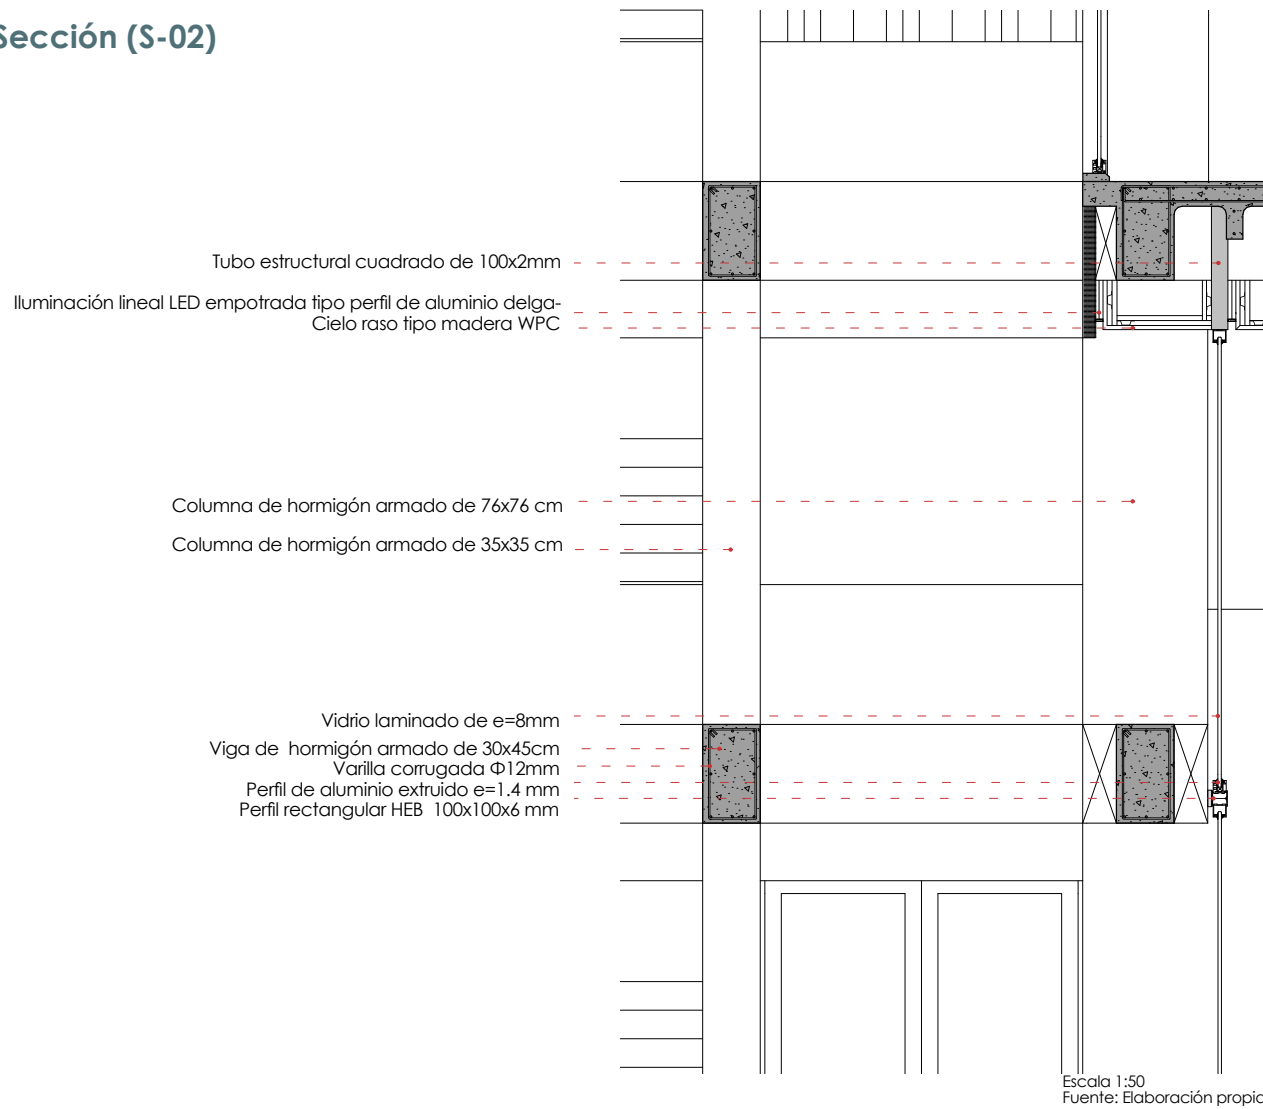 Sección (S-02)
Tubo estructural cuadrado de 100x2mm
Iluminación lineal LED empotrada tipo perfil de aluminio delga-
Cielo raso tipo madera WPC
Columna de hormigón armado de 76x76 cm
Columna de hormigón armado de 35x35 cm
Vidrio laminado de e=8mm
Viga de hormigón armado de 30x45cm
Varilla corrugada Φ12mm
Perfil de aluminio extruido e=1.4 mm
Perfil rectangular HEB 100x100x6 mm
Escala 1:50
Fuente: Elaboración propia